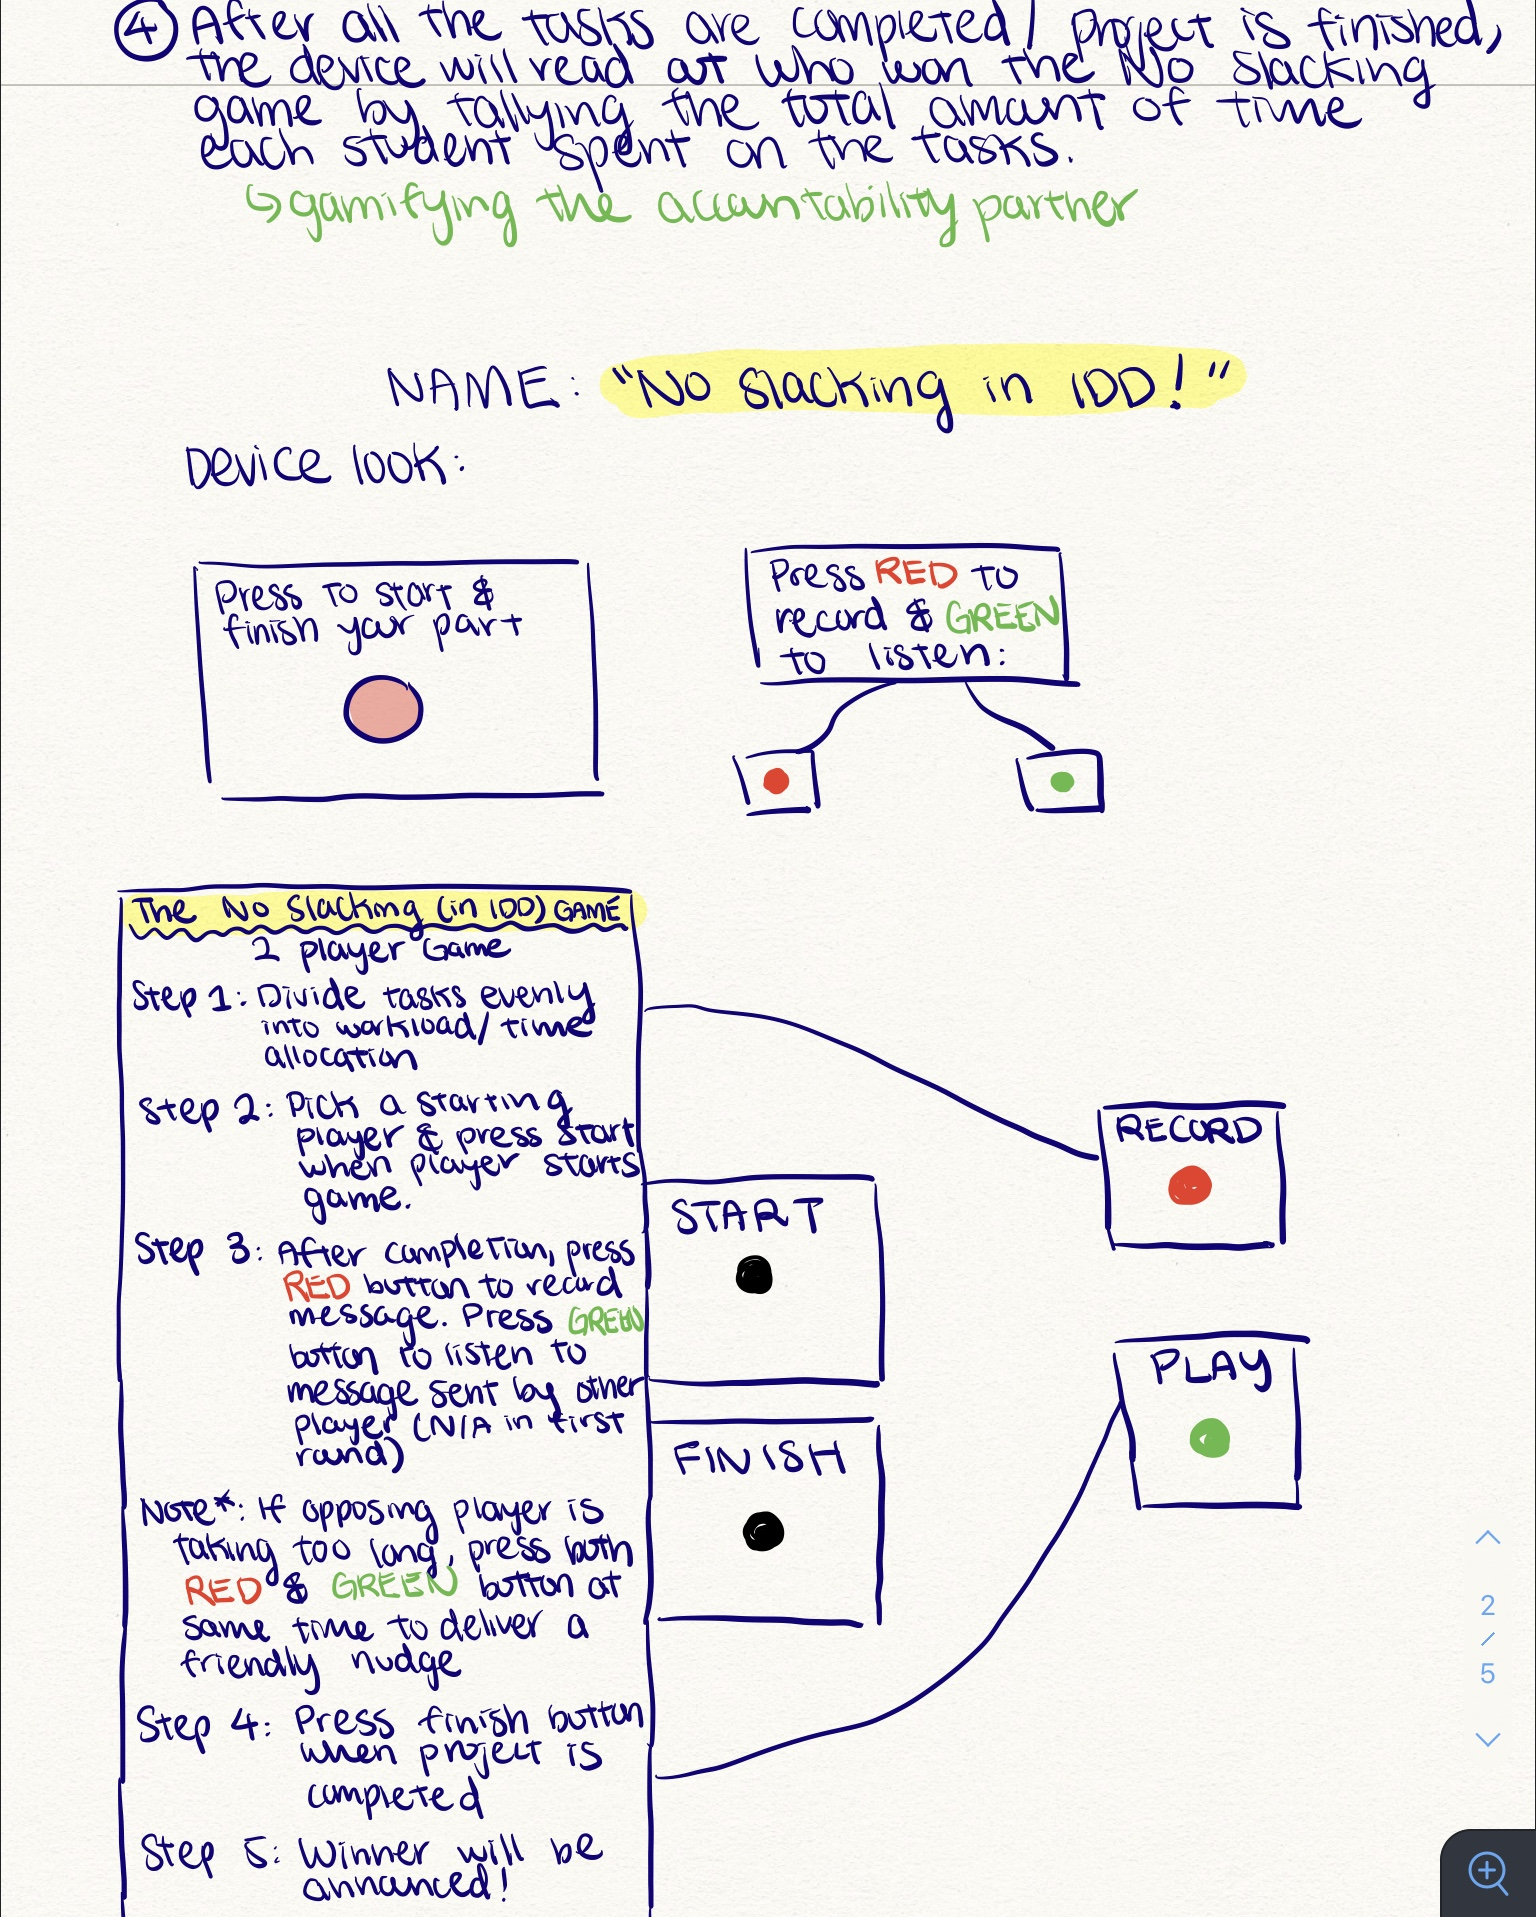 ④ After all the tasks are completed/ project is finished,
the device will read out who won the No Slacking
game by tallying the total amount of time
each student spent on the tasks.
↳ gamifying the accountability partner
NAME: "No Slacking in IDD!"
Device look:
Press to start &
finish your part
Press RED to
record & GREEN
to listen:
The No Slacking (in IDD) GAME
2 player Game
Step 1: Divide tasks evenly
into workload/ time
allocation
Step 2: Pick a starting
player & press start
when player starts
game.
Step 3: After completion, press
RED button to record
message. Press GREEN
button to listen to
message sent by other
player (N/A in first
round)
Note*: If opposing player is
taking too long, press both
RED & GREEN button at
same time to deliver a
friendly nudge
Step 4: Press finish button
when project is
completed
Step 5: Winner will be
announced!
START
FINISH
RECORD
PLAY
2
/
5